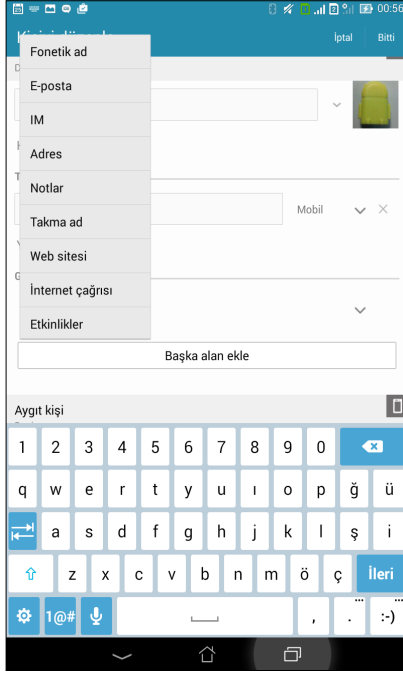 00:56
İptal
Bitti
Fonetik ad
E-posta
IM
Adres
Notlar
Takma ad
Web sitesi
İnternet çağrısı
Etkinlikler
Mobil
Başka alan ekle
Aygıt kişi
1 2 3 4 5 6 7 8 9 0
q w e r t y u ı o p ğ ü
a s d f g h j k l ş i
z x c v b n m ö ç İleri
1@# , . :-)